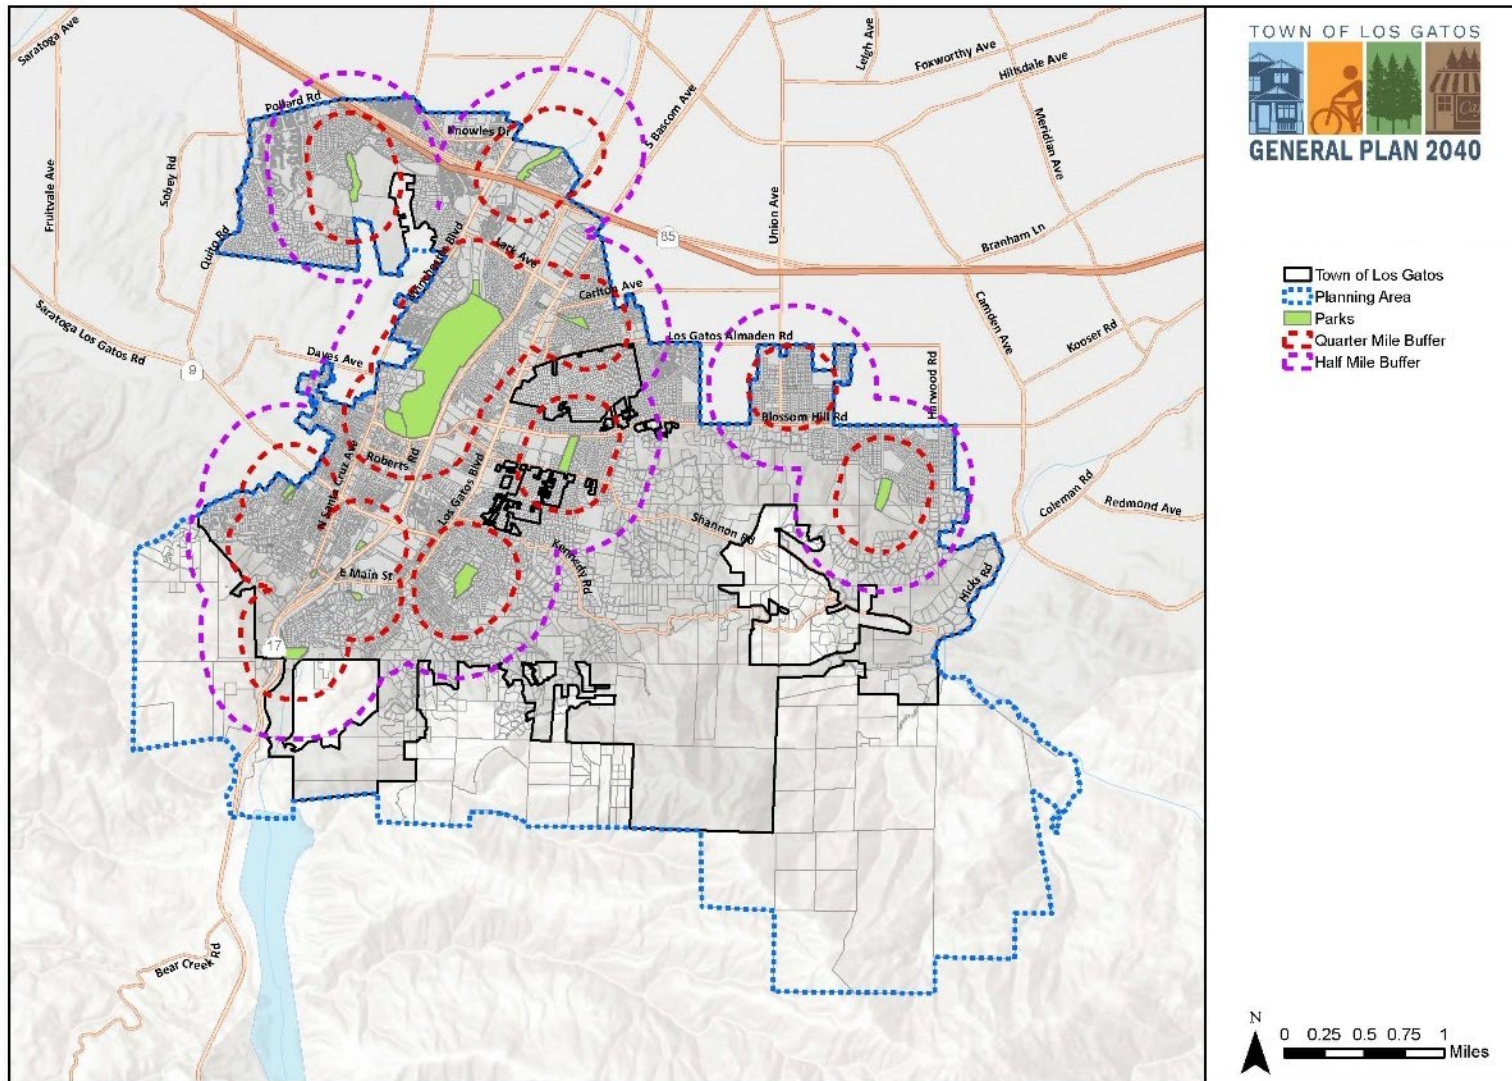 Saratoga Ave
Pollard Rd
Knowles Dr
S Bascom Ave
Leigh Ave
Foxworthy Ave
Hillsdale Ave
Meridian Ave
Fruitvale Ave
Sobey Rd
Quito Rd
Winchester Blvd
Lark Ave
85
Union Ave
Branham Ln
Carlton Ave
Camden Ave
Kooser Rd
Saratoga Los Gatos Rd
9
Daves Ave
Los Gatos Almaden Rd
Harwood Rd
Blossom Hill Rd
N Santa Cruz Ave
Roberts Rd
Los Gatos Blvd
Shannon Rd
Coleman Rd
Redmond Ave
Kennedy Rd
E Main St
Hicks Rd
17
Bear Creek Rd
TOWN OF LOS GATOS
GENERAL PLAN 2040
Town of Los Gatos
Planning Area
Parks
Quarter Mile Buffer
Half Mile Buffer
N
0 0.25 0.5 0.75 1
Miles